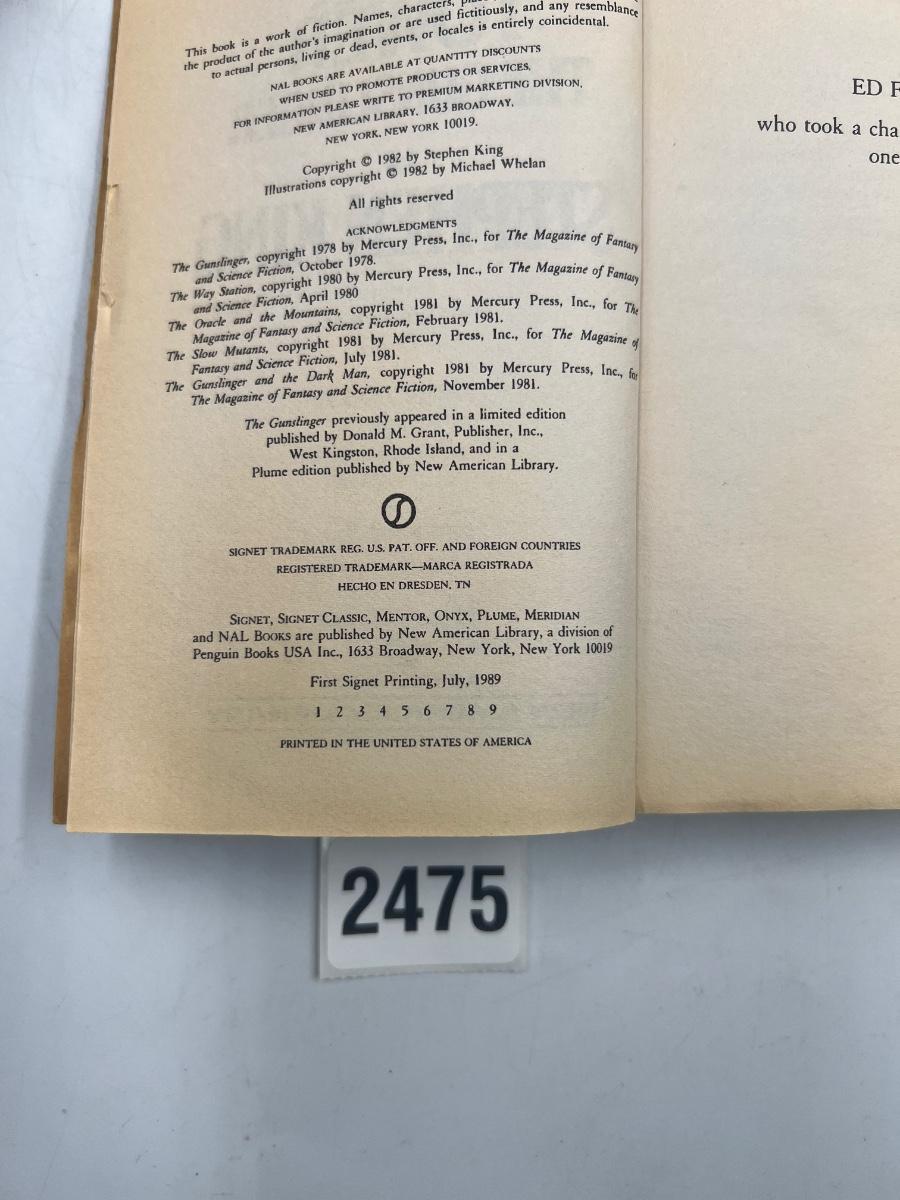 This book is a work of fiction. Names, characters,
the product of the author's imagination or are used fictitiously, and any resemblance
to actual persons, living or dead, events, or locales is entirely coincidental.
NAL BOOKS ARE AVAILABLE AT QUANTITY DISCOUNTS
WHEN USED TO PROMOTE PRODUCTS OR SERVICES.
FOR INFORMATION PLEASE WRITE TO PREMIUM MARKETING DIVISION,
NEW AMERICAN LIBRARY, 1633 BROADWAY,
NEW YORK, NEW YORK 10019.
Copyright © 1982 by Stephen King
Illustrations copyright © 1982 by Michael Whelan
All rights reserved
ACKNOWLEDGMENTS
The Gunslinger, copyright 1978 by Mercury Press, Inc., for The Magazine of Fantasy
and Science Fiction, October 1978.
The Way Station, copyright 1980 by Mercury Press, Inc., for The Magazine of Fantasy
and Science Fiction, April 1980
The Oracle and the Mountains, copyright 1981 by Mercury Press, Inc., for The
Magazine of Fantasy and Science Fiction, February 1981.
The Slow Mutants, copyright 1981 by Mercury Press, Inc., for The Magazine of
Fantasy and Science Fiction, July 1981.
The Gunslinger and the Dark Man, copyright 1981 by Mercury Press, Inc., for
The Magazine of Fantasy and Science Fiction, November 1981.
The Gunslinger previously appeared in a limited edition
published by Donald M. Grant, Publisher, Inc.,
West Kingston, Rhode Island, and in a
Plume edition published by New American Library.
SIGNET TRADEMARK REG. U.S. PAT. OFF. AND FOREIGN COUNTRIES
REGISTERED TRADEMARK—MARCA REGISTRADA
HECHO EN DRESDEN, TN
SIGNET, SIGNET CLASSIC, MENTOR, ONYX, PLUME, MERIDIAN
and NAL BOOKS are published by New American Library, a division of
Penguin Books USA Inc., 1633 Broadway, New York, New York 10019
First Signet Printing, July, 1989
1 2 3 4 5 6 7 8 9
PRINTED IN THE UNITED STATES OF AMERICA
ED F
who took a cha
one
2475